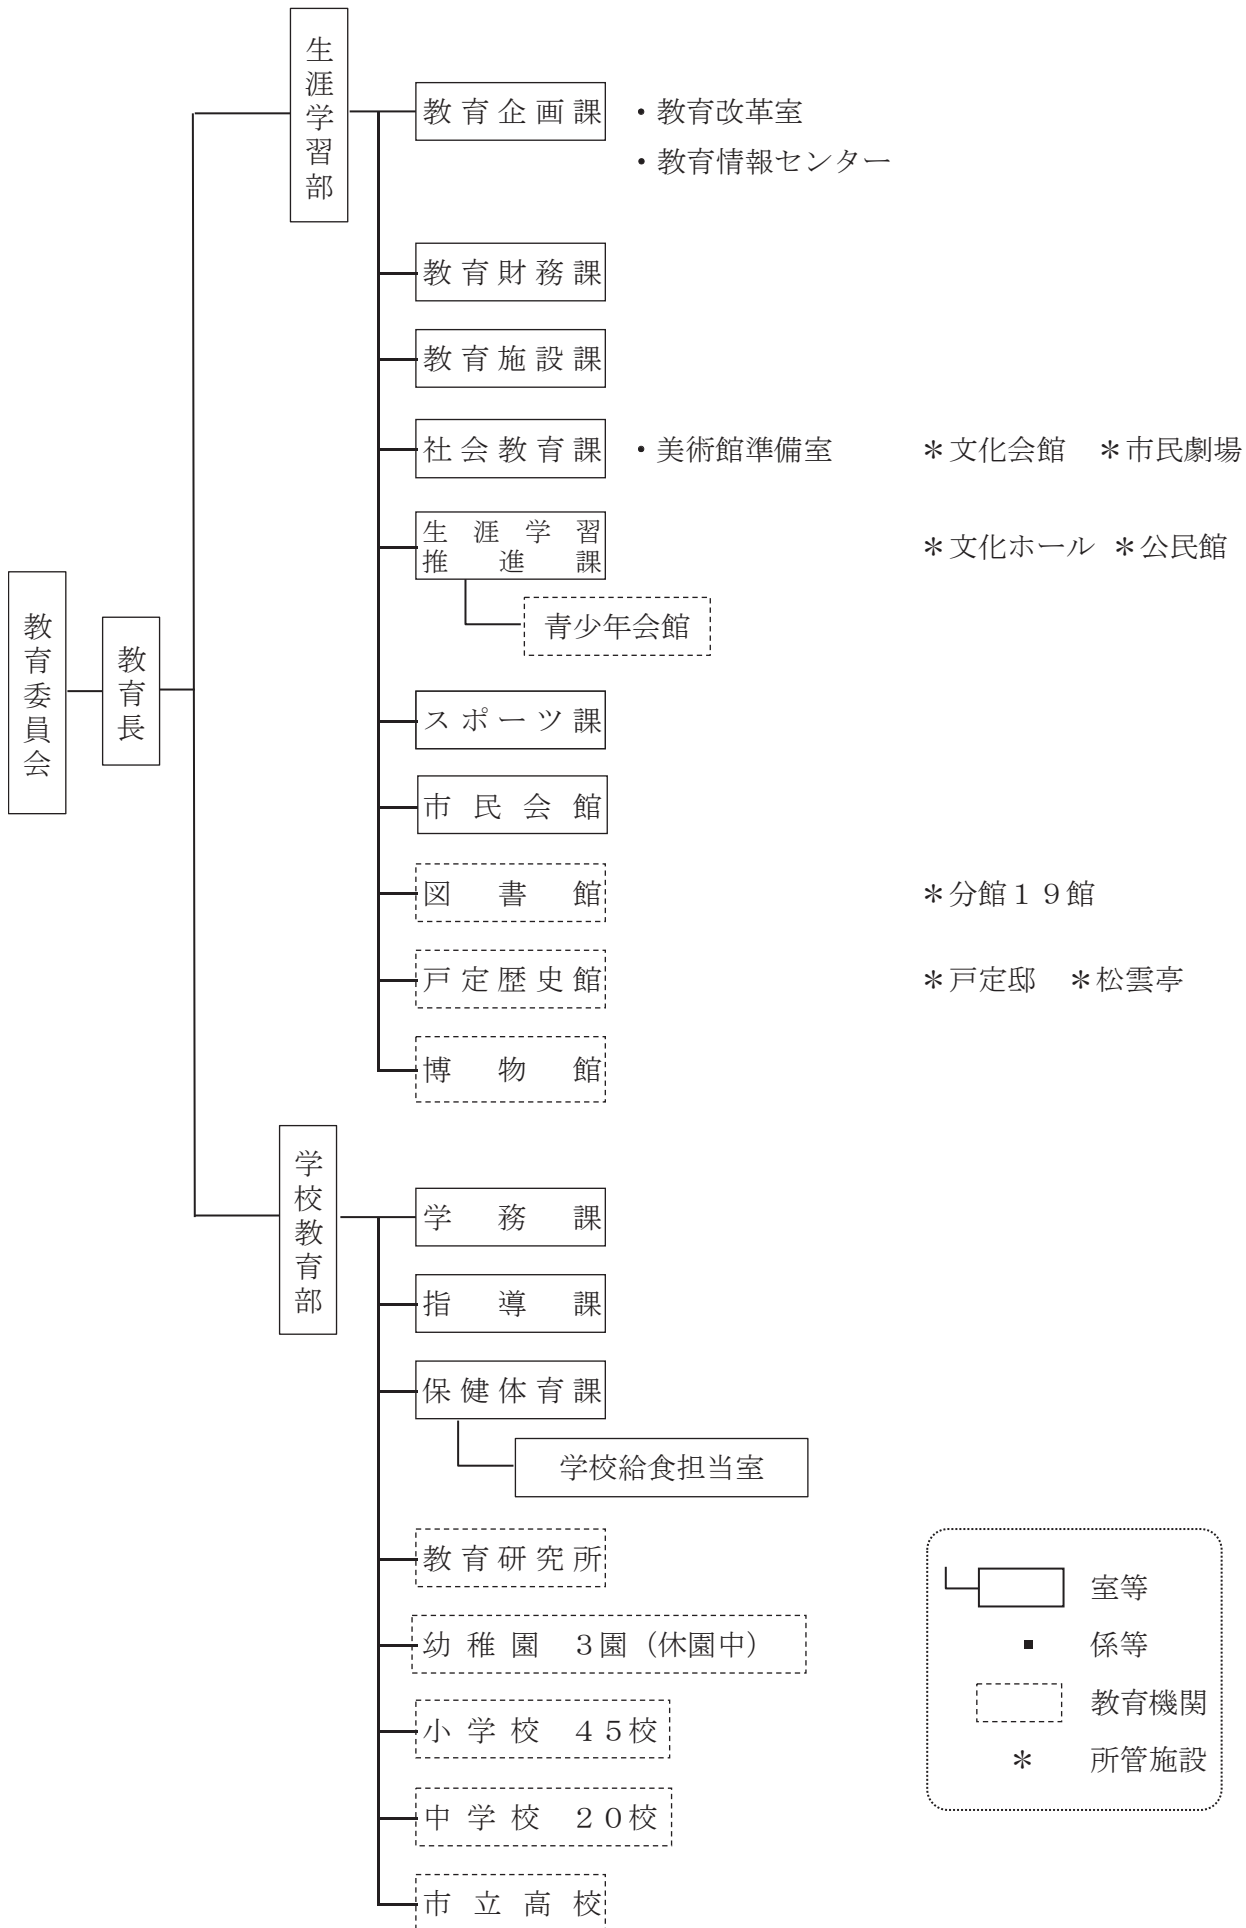 生涯学習部
教育企画課 ・教育改革室
・教育情報センター
教育財務課
教育施設課
社会教育課 ・美術館準備室 ＊文化会館 ＊市民劇場
生涯学習
推進課
＊文化ホール ＊公民館
青少年会館
教育委員会
教育長
スポーツ課
市民会館
図書館 ＊分館１９館
戸定歴史館 ＊戸定邸 ＊松雲亭
博物館
学校教育部
学務課
指導課
保健体育課
学校給食担当室
教育研究所
幼稚園 ３園（休園中）
小学校 ４５校
中学校 ２０校
市立高校
室等
▪ 係等
教育機関
＊ 所管施設